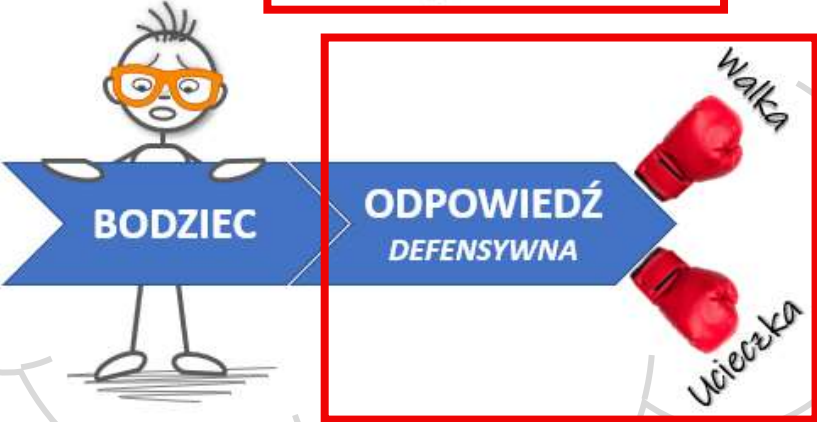 Walka
BODZIEC
ODPOWIEDŹ
DEFENSYWNA
Ucieczka